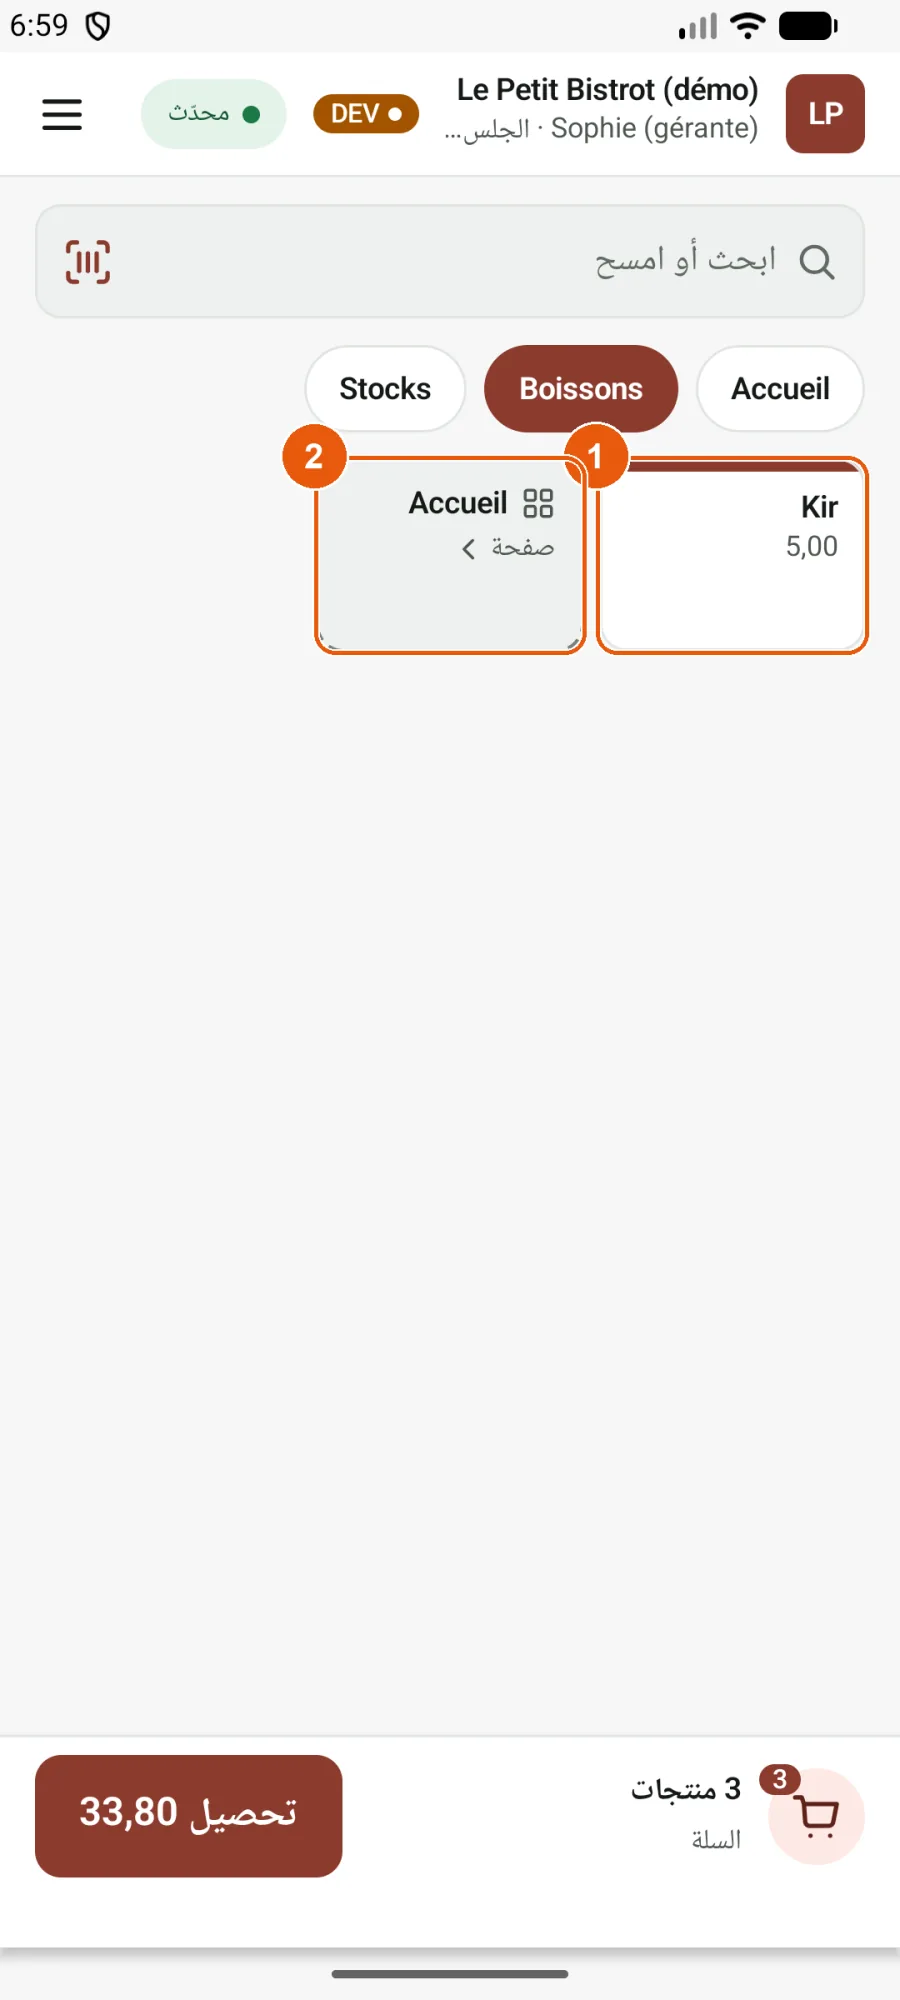 6:59
Le Petit Bistrot (démo)
LP
DEV
محدّث
Sophie (gérante) · الجلس...
ابحث أو امسح
Accueil
Boissons
Stocks
1
2
Kir
5,00
Accueil
صفحة
3
3 منتجات
السلة
تحصيل 33,80